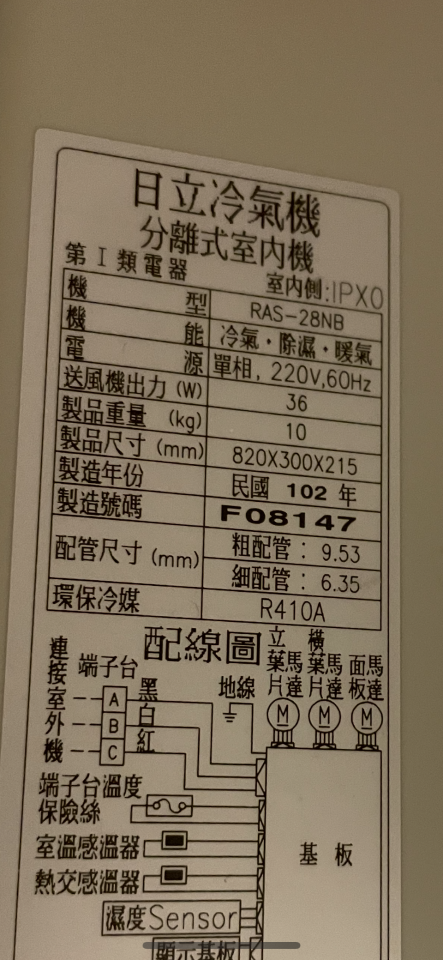 日立冷氣機
分離式室內機
第 I 類電器 室內側:IPX0
機型 RAS-28NB
機能 冷氣·除濕·暖氣
電源 單相, 220V,60Hz
送風機出力 (W) 36
製品重量 (kg) 10
製品尺寸 (mm) 820X300X215
製造年份 民國 102 年
製造號碼 F08147
配管尺寸 (mm) 粗配管: 9.53
細配管: 6.35
環保冷媒 R410A
配線圖
立葉片馬達 橫葉片馬達 面板馬達
連接室外機 端子台 地線
A 黑
B 白
C 紅
M M M
端子台溫度
保險絲
室溫感溫器
熱交感溫器
基板
濕度Sensor
顯示基板